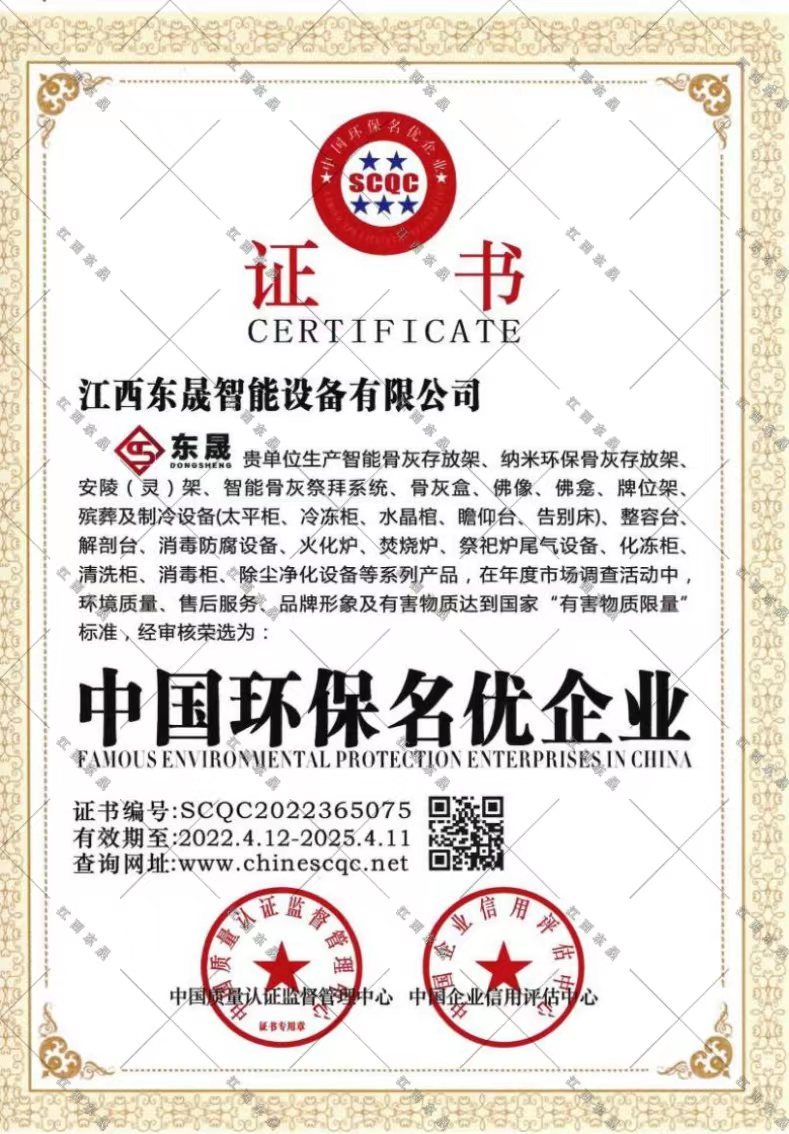 中国环保名优企业
SCQC
证 书
CERTIFICATE
江西东晟智能设备有限公司
东晟
DONGSHENG
贵单位生产智能骨灰存放架、纳米环保骨灰存放架、
安陵（灵）架、智能骨灰祭拜系统、骨灰盒、佛像、佛龛、牌位架、
殡葬及制冷设备(太平柜、冷冻柜、水晶棺、瞻仰台、告别床)、整容台、
解剖台、消毒防腐设备、火化炉、焚烧炉、祭祀炉尾气设备、化冻柜、
清洗柜、消毒柜、除尘净化设备等系列产品，在年度市场调查活动中，
环境质量、售后服务、品牌形象及有害物质达到国家“有害物质限量”
标准，经审核荣选为：
中国环保名优企业
FAMOUS ENVIRONMENTAL PROTECTION ENTERPRISES IN CHINA
证书编号:SCQC2022365075
有效期至:2022.4.12-2025.4.11
查询网址:www.chinescqc.net
中国质量认证监督管理中心
中国企业信用评估中心
中国质量认证监督管理中心 中国企业信用评估中心
证书专用章
江西东晟